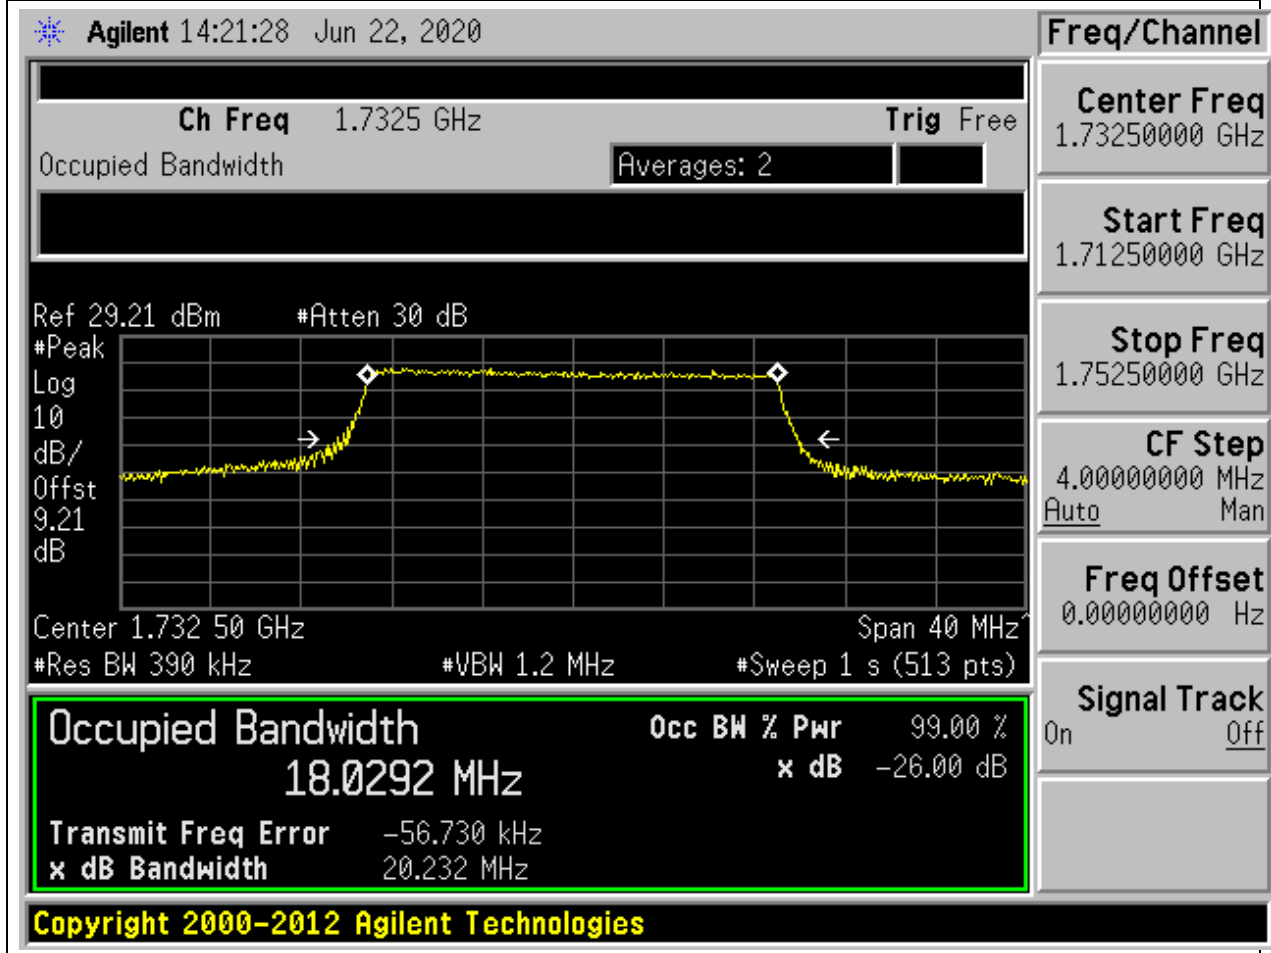 Agilent 14:21:28 Jun 22, 2020
Freq/Channel
Ch Freq 1.7325 GHz Trig Free
Occupied Bandwidth Averages: 2
Center Freq
1.73250000 GHz
Start Freq
1.71250000 GHz
Stop Freq
1.75250000 GHz
CF Step
4.00000000 MHz
Auto Man
Freq Offset
0.00000000 Hz
Signal Track
On Off
Ref 29.21 dBm #Atten 30 dB
#Peak
Log
10
dB/
Offst
9.21
dB
Center 1.732 50 GHz Span 40 MHz^
#Res BW 390 kHz #VBW 1.2 MHz #Sweep 1 s (513 pts)
Occupied Bandwidth Occ BW % Pwr 99.00 %
18.0292 MHz x dB -26.00 dB
Transmit Freq Error -56.730 kHz
x dB Bandwidth 20.232 MHz
Copyright 2000-2012 Agilent Technologies